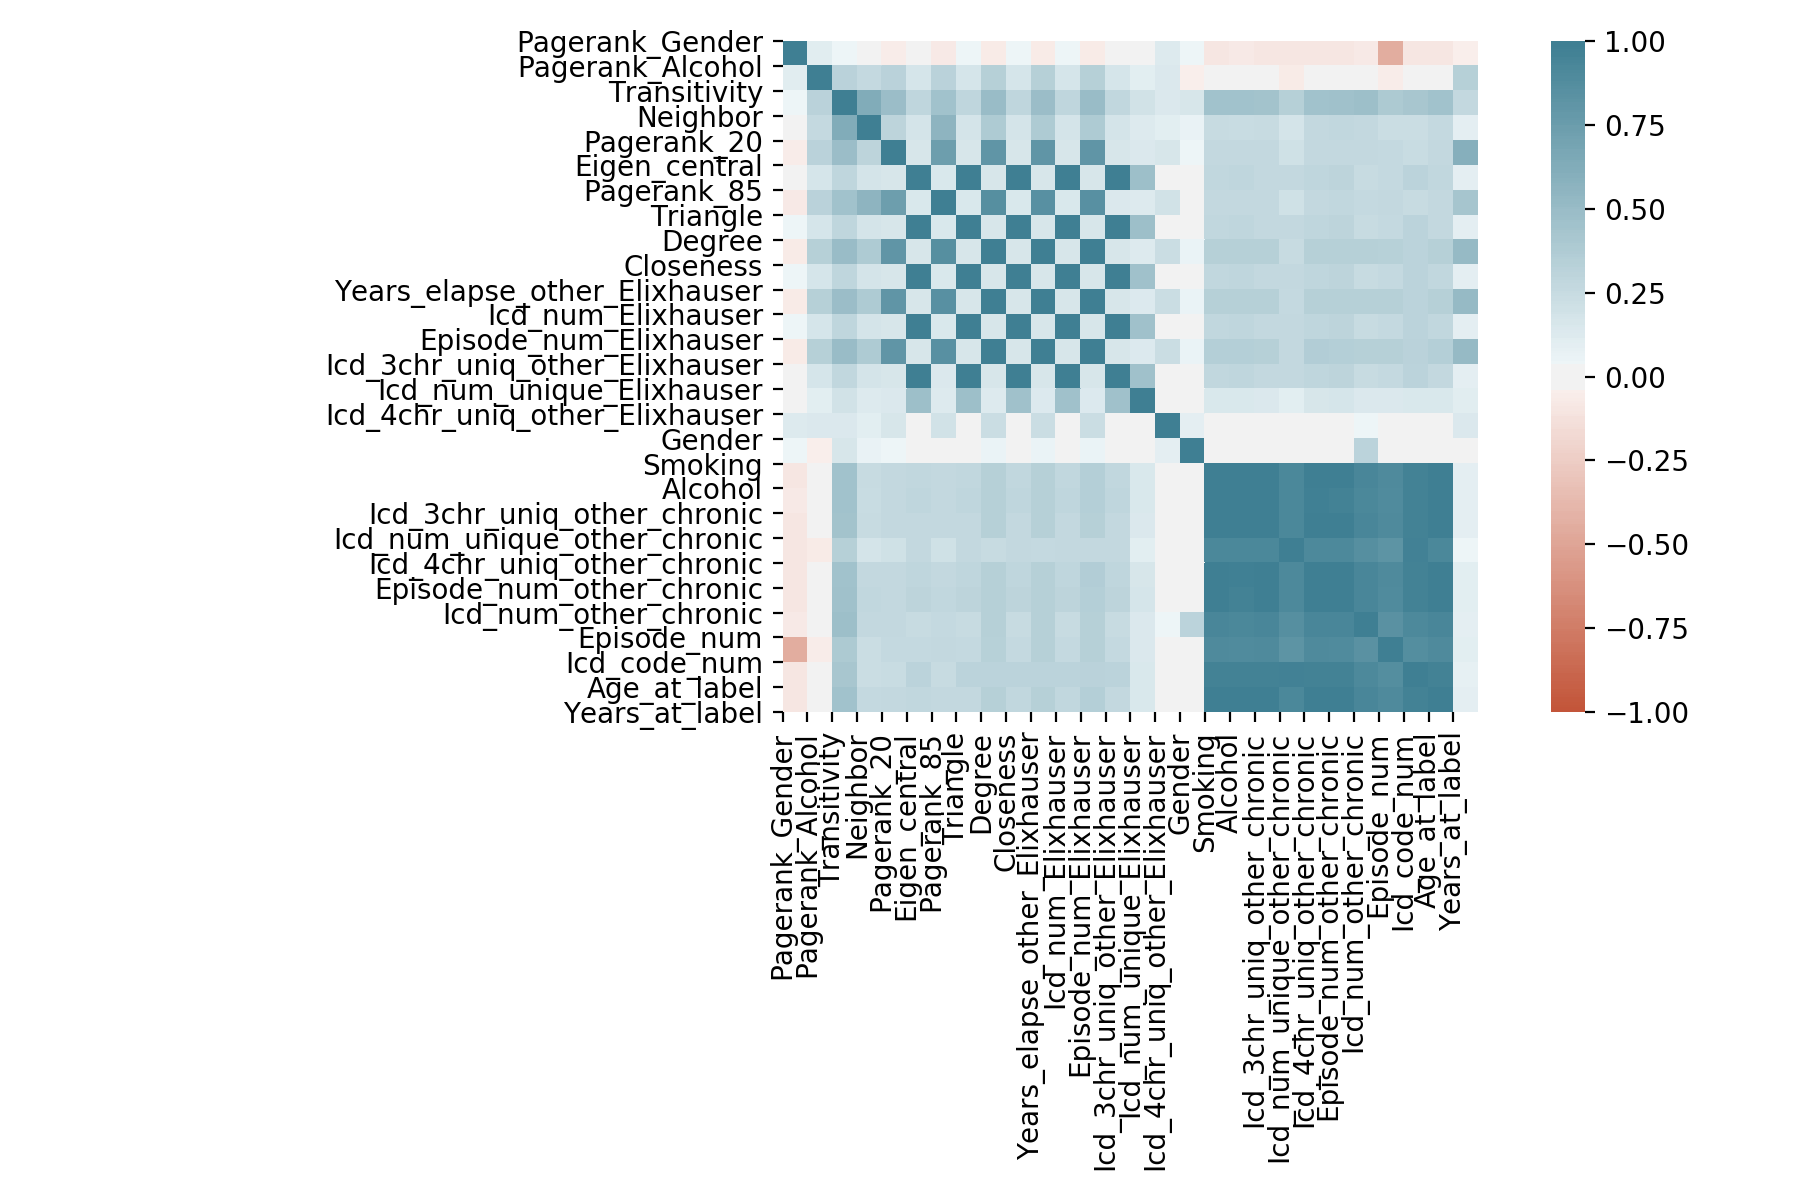 Pagerank_Gender
Pagerank_Alcohol
Transitivity
Neighbor
Pagerank_20
Eigen_central
Pagerank_85
Triangle
Degree
Closeness
Years_elapse_other_Elixhauser
Icd_num_Elixhauser
Episode_num_Elixhauser
Icd_3chr_uniq_other_Elixhauser
Icd_num_unique_Elixhauser
Icd_4chr_uniq_other_Elixhauser
Gender
Smoking
Alcohol
Icd_3chr_uniq_other_chronic
Icd_num_unique_other_chronic
Icd_4chr_uniq_other_chronic
Episode_num_other_chronic
Icd_num_other_chronic
Episode_num
Icd_code_num
Age_at_label
Years_at_label
Pagerank_Gender
Pagerank_Alcohol
Transitivity
Neighbor
Pagerank_20
Eigen_central
Pagerank_85
Triangle
Degree
Closeness
Years_elapse_other_Elixhauser
Icd_num_Elixhauser
Episode_num_Elixhauser
Icd_3chr_uniq_other_Elixhauser
Icd_num_unique_Elixhauser
Icd_4chr_uniq_other_Elixhauser
Gender
Smoking
Alcohol
Icd_3chr_uniq_other_chronic
Icd_num_unique_other_chronic
Icd_4chr_uniq_other_chronic
Episode_num_other_chronic
Icd_num_other_chronic
Episode_num
Icd_code_num
Age_at_label
Years_at_label
1.00
0.75
0.50
0.25
0.00
−0.25
−0.50
−0.75
−1.00